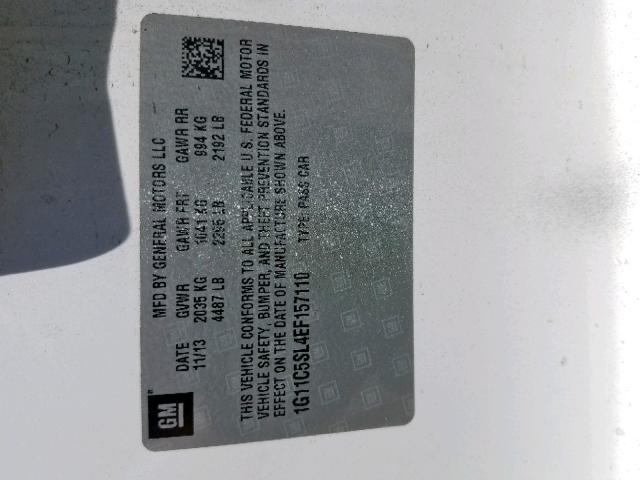 GM
MFD BY GENERAL MOTORS LLC
DATE GVWR GAWR FRT GAWR RR
11/13 2035 KG 1041 KG 994 KG
4487 LB 2295 LB 2192 LB
THIS VEHICLE CONFORMS TO ALL APPLICABLE U.S. FEDERAL MOTOR
VEHICLE SAFETY, BUMPER, AND THEFT PREVENTION STANDARDS IN
EFFECT ON THE DATE OF MANUFACTURE SHOWN ABOVE.
1G11C5SL4EF157110 TYPE: PASS CAR